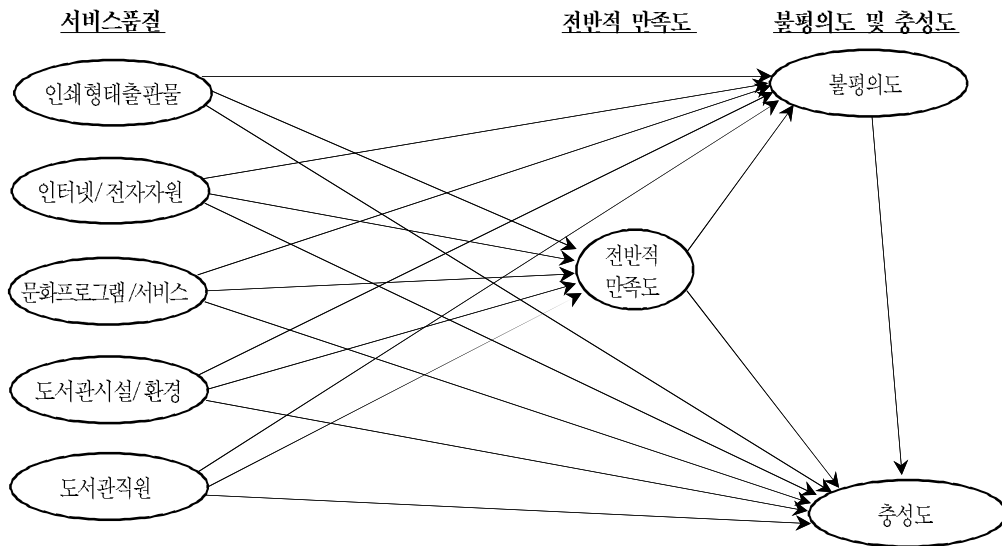 서비스품질 전반적 만족도 불평의도 및 충성도
인쇄형태출판물
불평의도
인터넷/전자자원
전반적
만족도
문화프로그램/서비스
도서관시설/환경
도서관직원
충성도